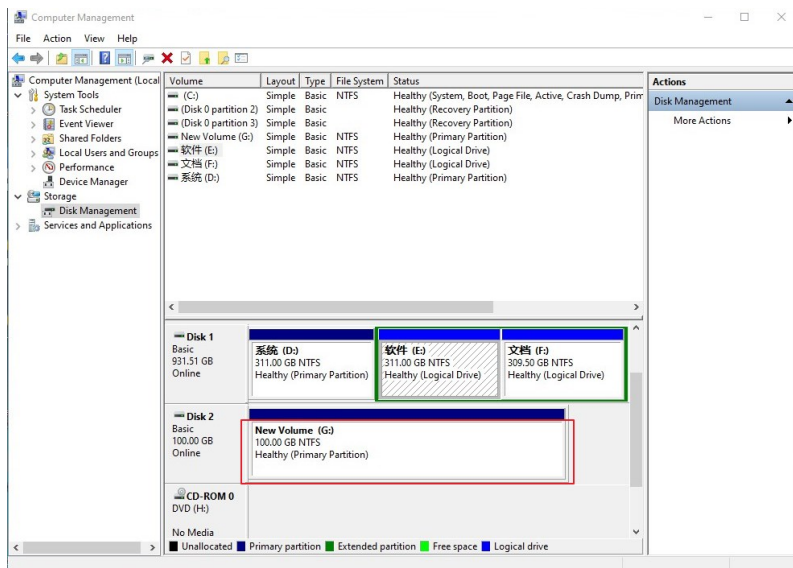 Computer Management
File Action View Help
Computer Management (Local
System Tools
Task Scheduler
Event Viewer
Shared Folders
Local Users and Groups
Performance
Device Manager
Storage
Disk Management
Services and Applications
Volume Layout Type File System Status
(C:) Simple Basic NTFS Healthy (System, Boot, Page File, Active, Crash Dump, Prim
(Disk 0 partition 2) Simple Basic Healthy (Recovery Partition)
(Disk 0 partition 3) Simple Basic Healthy (Recovery Partition)
New Volume (G:) Simple Basic NTFS Healthy (Primary Partition)
软件 (E:) Simple Basic NTFS Healthy (Logical Drive)
文档 (F:) Simple Basic NTFS Healthy (Logical Drive)
系统 (D:) Simple Basic NTFS Healthy (Primary Partition)
Disk 1
Basic
931.51 GB
Online
系统 (D:)
311.00 GB NTFS
Healthy (Primary Partition)
软件 (E:)
311.00 GB NTFS
Healthy (Logical Drive)
文档 (F:)
309.50 GB NTFS
Healthy (Logical Drive)
Disk 2
Basic
100.00 GB
Online
New Volume (G:)
100.00 GB NTFS
Healthy (Primary Partition)
CD-ROM 0
DVD (H:)
No Media
Unallocated Primary partition Extended partition Free space Logical drive
Actions
Disk Management
More Actions